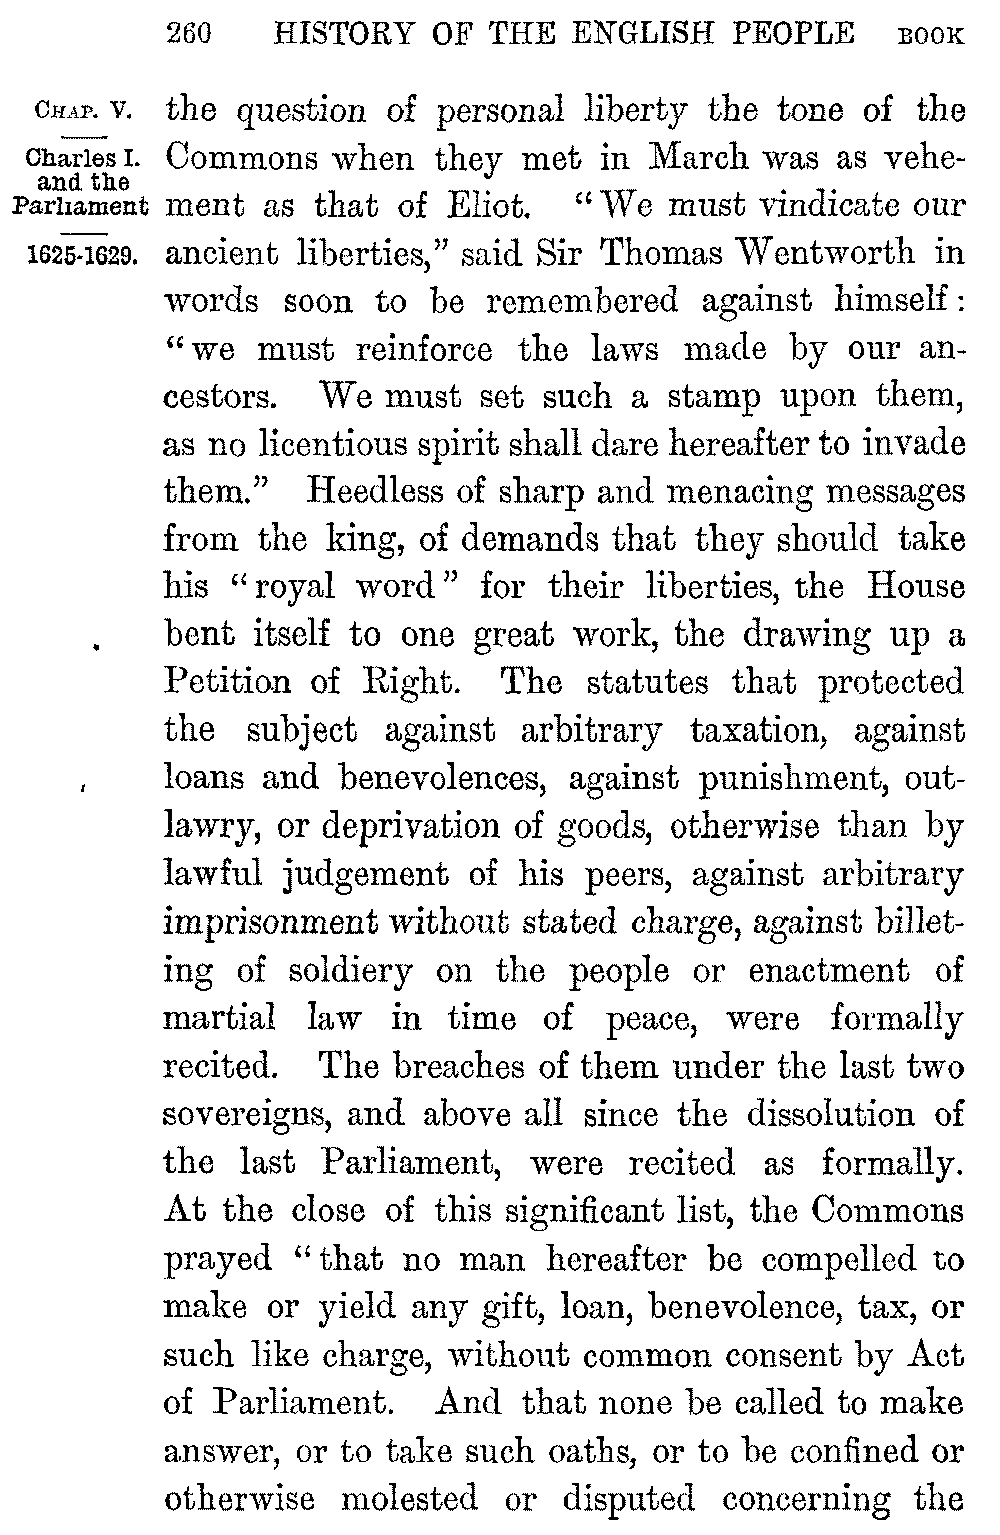 260 HISTORY OF THE ENGLISH PEOPLE BOOK
CHAP. V.
Charles I.
and the
Parliament
1625-1629.
the question of personal liberty the tone of the
Commons when they met in March was as vehe-
ment as that of Eliot. “We must vindicate our
ancient liberties,” said Sir Thomas Wentworth in
words soon to be remembered against himself:
“we must reinforce the laws made by our an-
cestors. We must set such a stamp upon them,
as no licentious spirit shall dare hereafter to invade
them.” Heedless of sharp and menacing messages
from the king, of demands that they should take
his “royal word” for their liberties, the House
bent itself to one great work, the drawing up a
Petition of Right. The statutes that protected
the subject against arbitrary taxation, against
loans and benevolences, against punishment, out-
lawry, or deprivation of goods, otherwise than by
lawful judgement of his peers, against arbitrary
imprisonment without stated charge, against billet-
ing of soldiery on the people or enactment of
martial law in time of peace, were formally
recited. The breaches of them under the last two
sovereigns, and above all since the dissolution of
the last Parliament, were recited as formally.
At the close of this significant list, the Commons
prayed “that no man hereafter be compelled to
make or yield any gift, loan, benevolence, tax, or
such like charge, without common consent by Act
of Parliament. And that none be called to make
answer, or to take such oaths, or to be confined or
otherwise molested or disputed concerning the